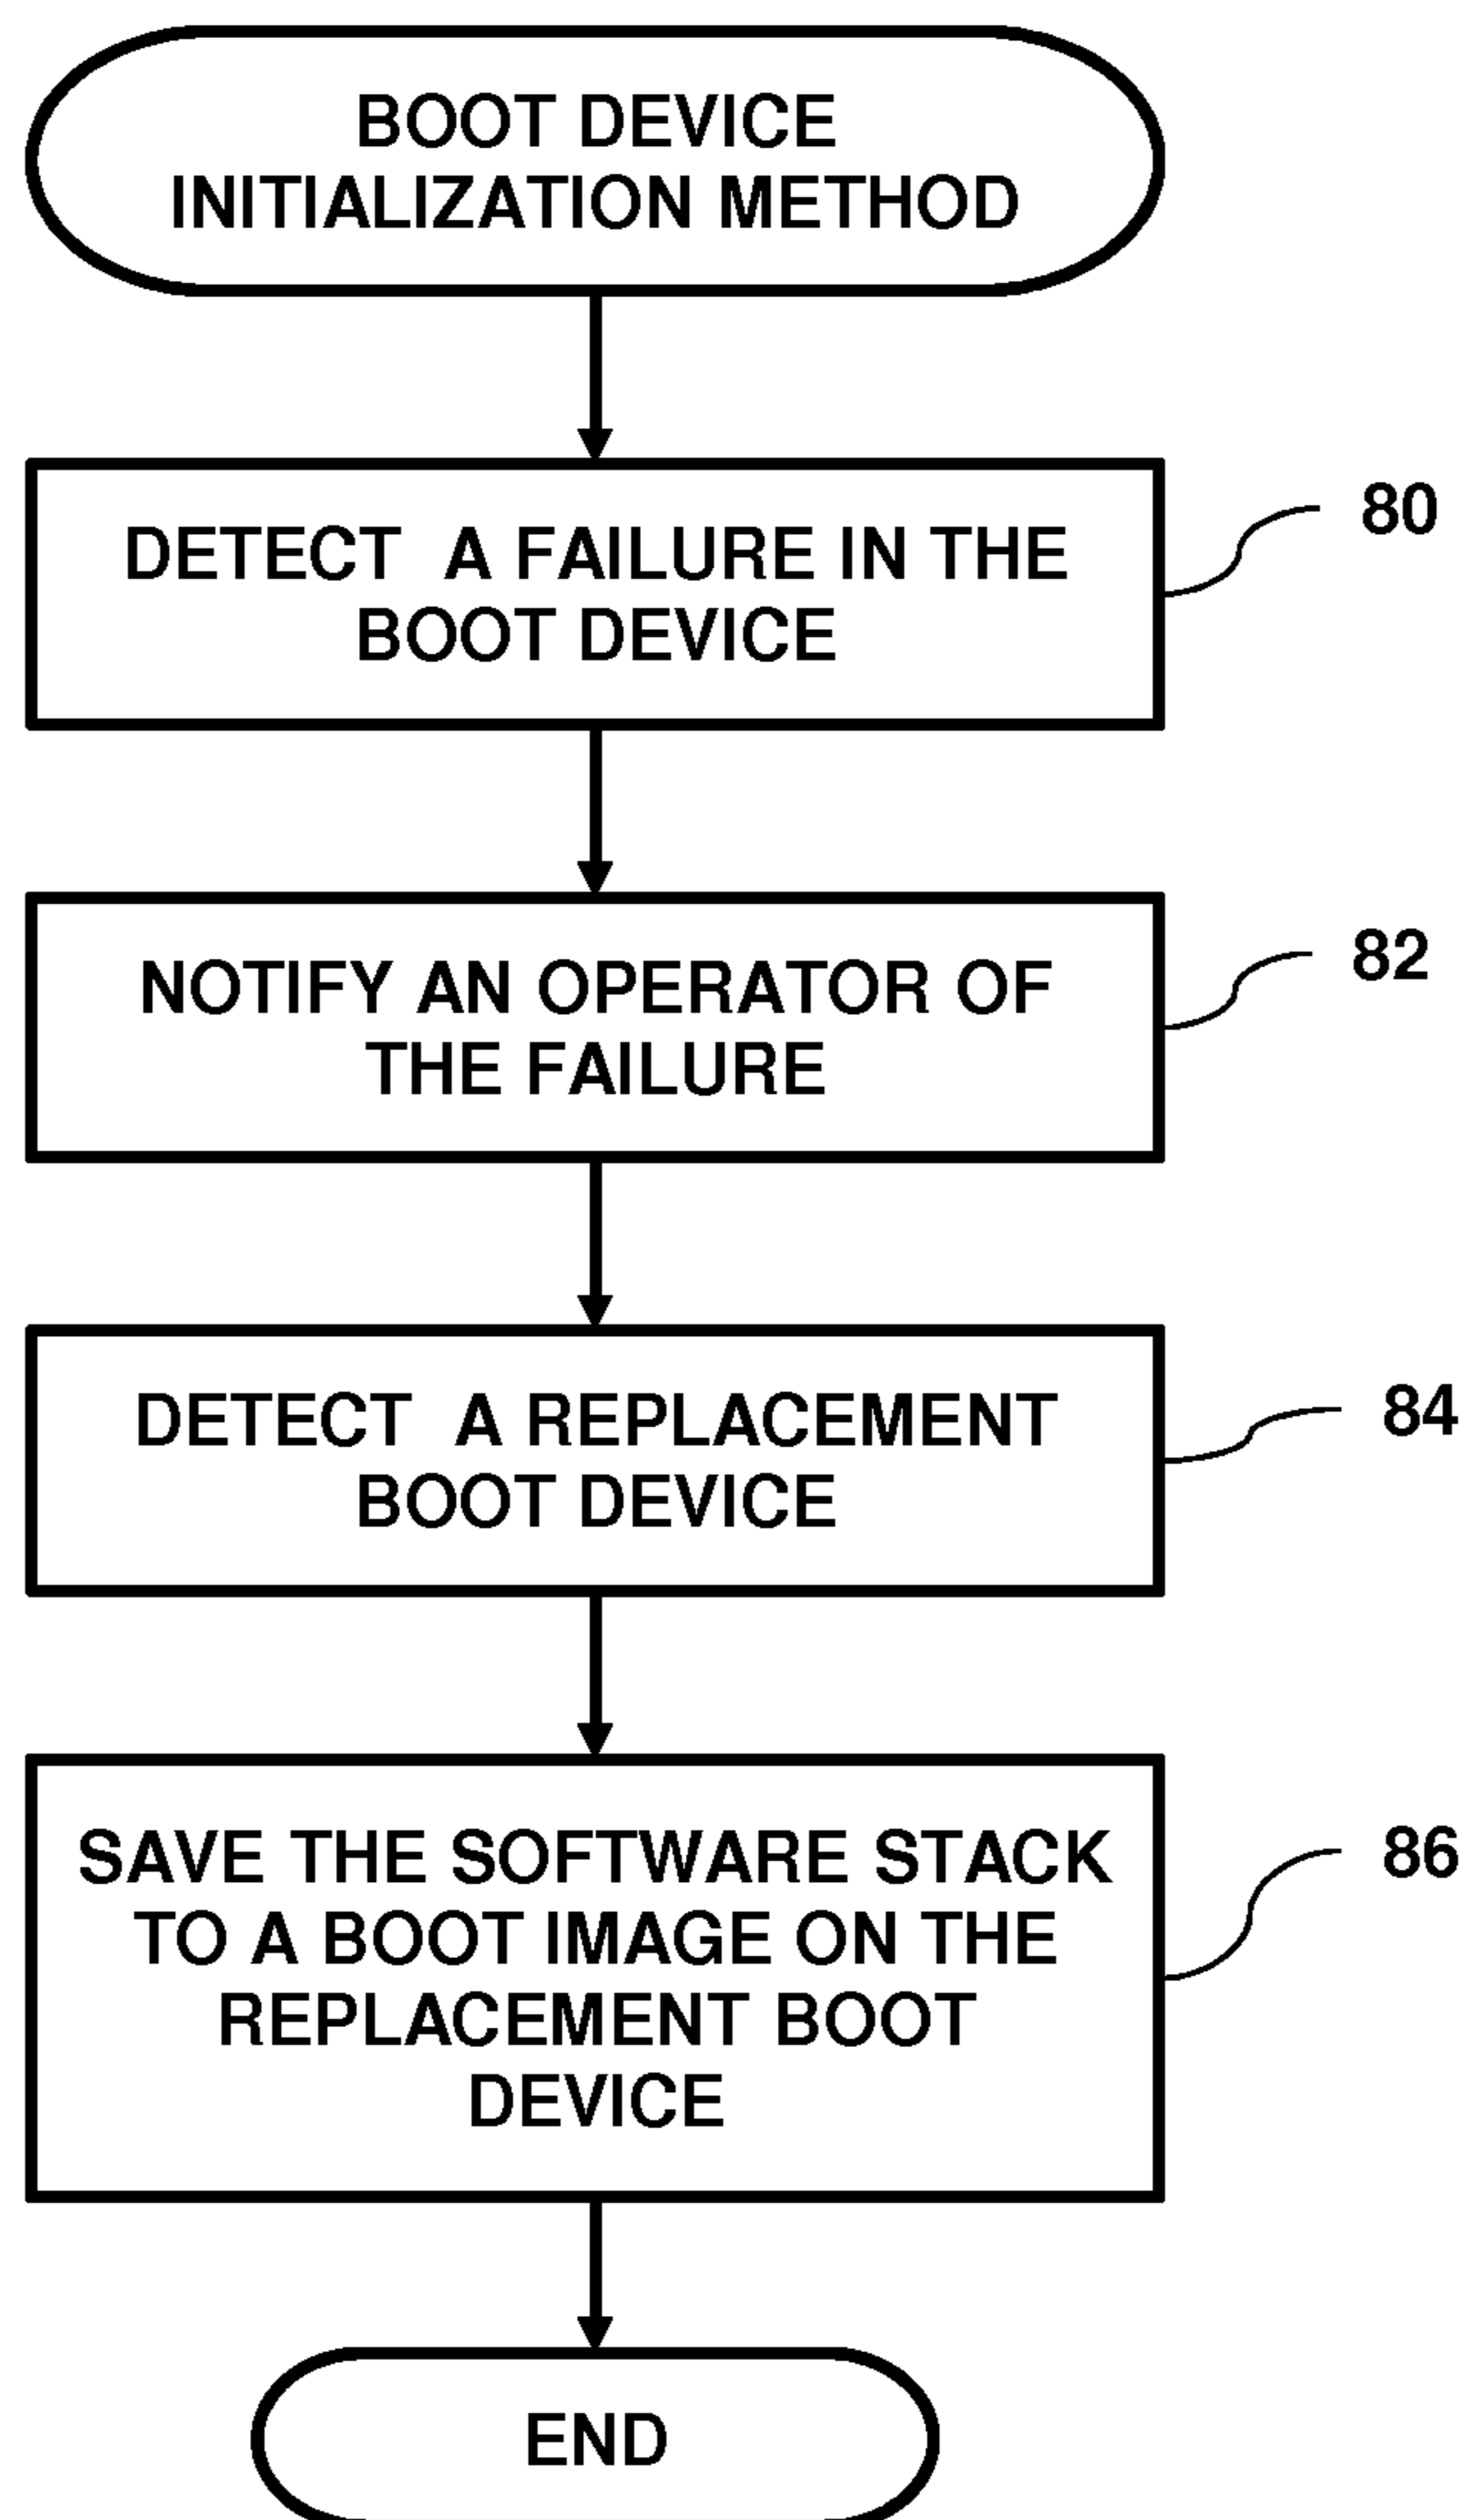 BOOT DEVICE
INITIALIZATION METHOD
DETECT A FAILURE IN THE
BOOT DEVICE
80
NOTIFY AN OPERATOR OF
THE FAILURE
82
DETECT A REPLACEMENT
BOOT DEVICE
84
SAVE THE SOFTWARE STACK
TO A BOOT IMAGE ON THE
REPLACEMENT BOOT
DEVICE
86
END